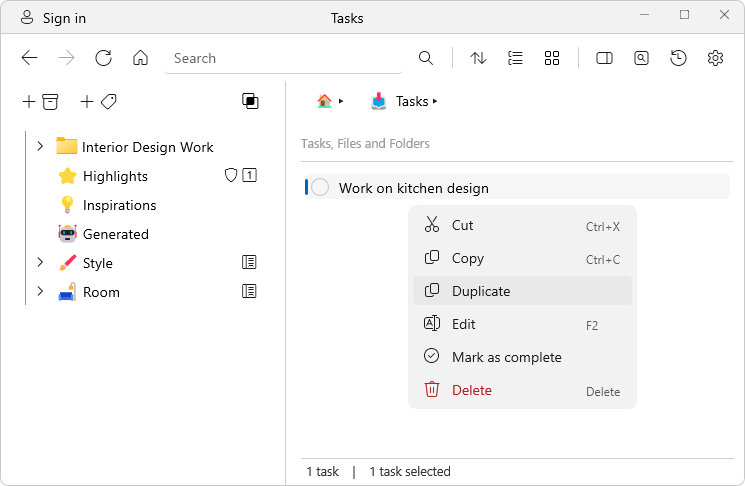 Sign in
Tasks
Search
Tasks
Interior Design Work
Highlights 1
Inspirations
Generated
Style
Room
Tasks, Files and Folders
Work on kitchen design
Cut Ctrl+X
Copy Ctrl+C
Duplicate
Edit F2
Mark as complete
Delete Delete
1 task | 1 task selected